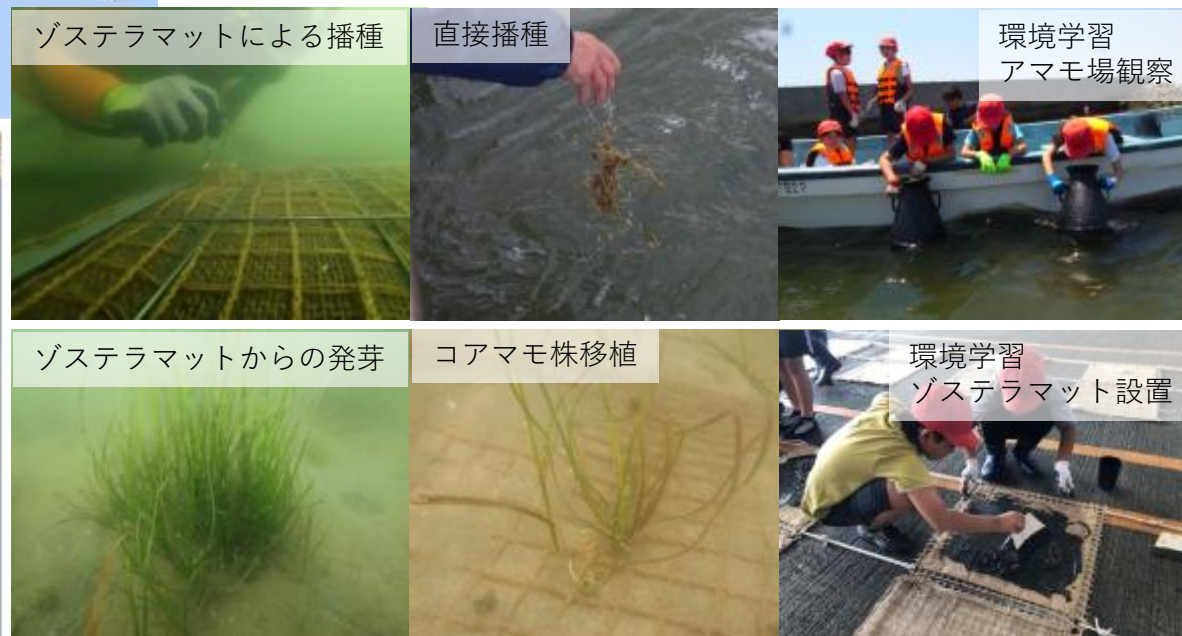 ゾステラマットによる播種
直接播種
環境学習
アマモ場観察
ゾステラマットからの発芽
コアマモ株移植
環境学習
ゾステラマット設置